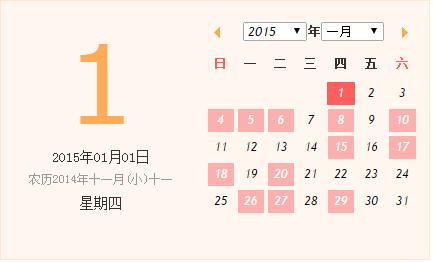 1
2015年01月01日
农历2014年十一月(小)十一
星期四
2015 年 一月
日 一 二 三 四 五 六
1 2 3
4 5 6 7 8 9 10
11 12 13 14 15 16 17
18 19 20 21 22 23 24
25 26 27 28 29 30 31